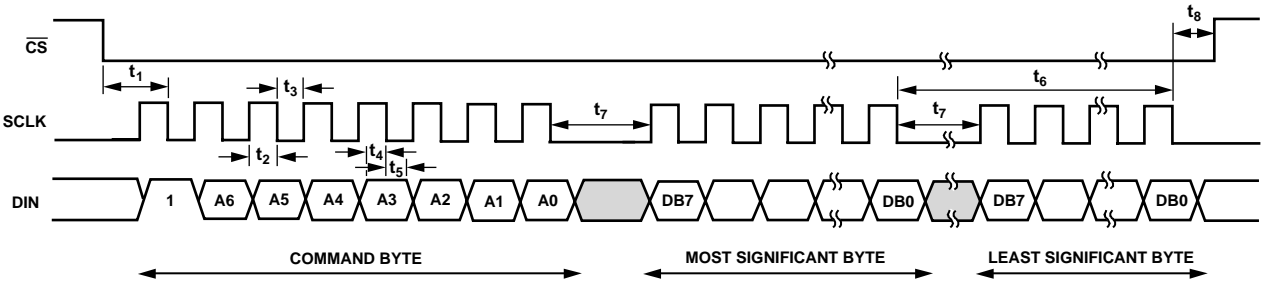 t8
CS
t1
t3
t6
SCLK
t7
t7
t2
t4
t5
DIN
1 A6 A5 A4 A3 A2 A1 A0 DB7 DB0 DB7 DB0
COMMAND BYTE MOST SIGNIFICANT BYTE LEAST SIGNIFICANT BYTE